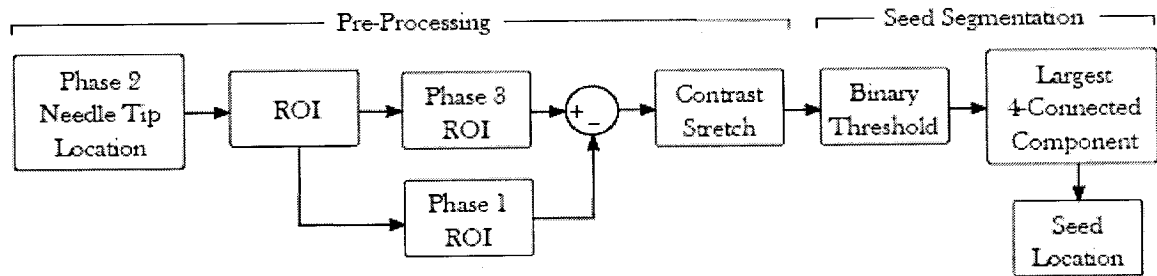 Pre-Processing
Seed Segmentation
Phase 2
Needle Tip
Location
ROI
Phase 3
ROI
+
-
Contrast
Stretch
Binary
Threshold
Largest
4-Connected
Component
Phase 1
ROI
Seed
Location